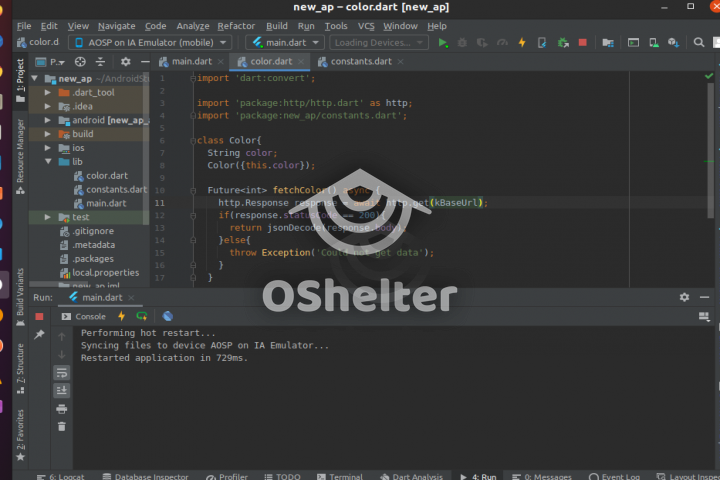 new_ap – color.dart [new_ap]
File Edit View Navigate Code Analyze Refactor Build Run Tools VCS Window Help
color.d AOSP on IA Emulator (mobile) main.dart Loading Devices...
P... main.dart color.dart constants.dart
1: Project
Resource Manager
Build Variants
7: Structure
2: Favorites
new_ap ~/AndroidStu
.dart_tool
.idea
android [new_ap_a
build
ios
lib
color.dart
constants.dart
main.dart
test
.gitignore
.metadata
.packages
local.properties
new_ap.iml
1 import 'dart:convert';
2
3 import 'package:http/http.dart' as http;
4 import 'package:new_ap/constants.dart';
5
6 class Color{
7 String color;
8 Color({this.color});
9
10 Future<int> fetchColor() async {
11 http.Response response = await http.get(kBaseUrl);
12 if(response.statusCode == 200){
13 return jsonDecode(response.body);
14 }else{
15 throw Exception('Could not get data');
16 }
17 }
OShelter
Run: main.dart
Console
Performing hot restart...
Syncing files to device AOSP on IA Emulator...
Restarted application in 729ms.
6: Logcat Database Inspector Profiler TODO Terminal Dart Analysis 4: Run 0: Messages Event Log Layout Inspec